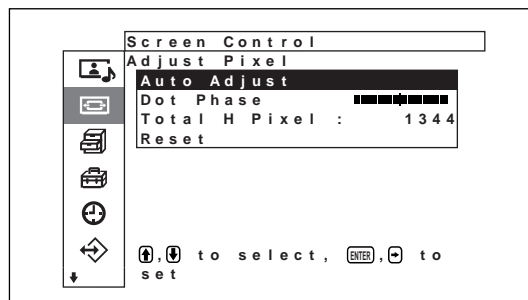 Screen Control
Adjust Pixel
Auto Adjust
Dot Phase
Total H Pixel : 1344
Reset
↑,↓ to select, ENTER,→ to
set